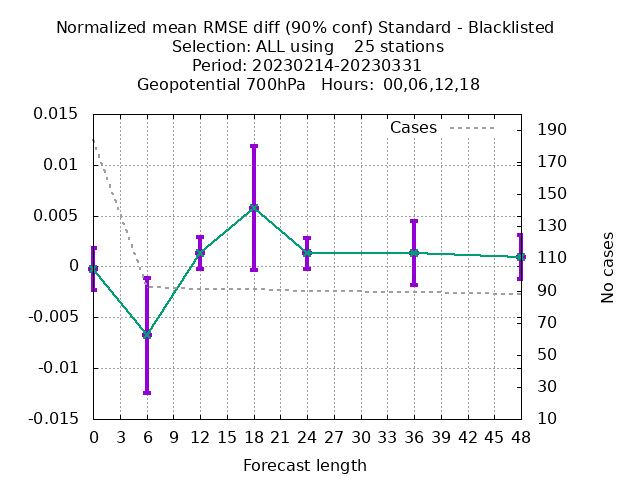 Normalized mean RMSE diff (90% conf) Standard - Blacklisted
Selection: ALL using    25 stations
Period: 20230214-20230331
Geopotential 700hPa   Hours: 00,06,12,18
Cases
0.015
0.01
0.005
0
-0.005
-0.01
-0.015
190
170
150
130
110
90
70
50
30
10
No cases
0 3 6 9 12 15 18 21 24 27 30 33 36 39 42 45 48
Forecast length